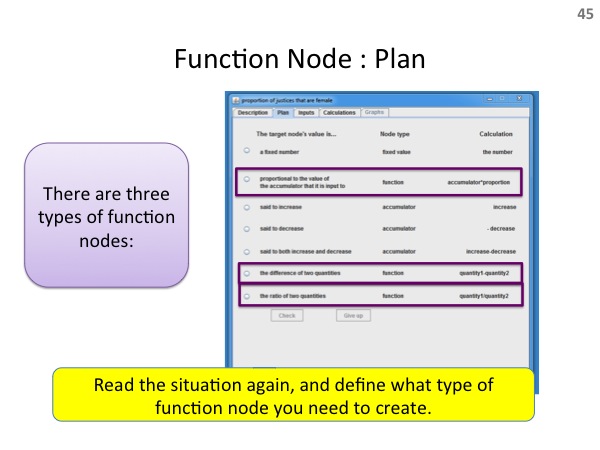 45
Function Node : Plan
There are three
types of function
nodes:
proportion of justices that are female
Description Plan Inputs Calculations Graphs
The target node's value is... Node type Calculation
a fixed number fixed value the number
proportional to the value of
the accumulator that it is input to function accumulator*proportion
said to increase accumulator increase
said to decrease accumulator - decrease
said to both increase and decrease accumulator increase-decrease
the difference of two quantities function quantity1-quantity2
the ratio of two quantities function quantity1/quantity2
Check Give up
Read the situation again, and define what type of
function node you need to create.